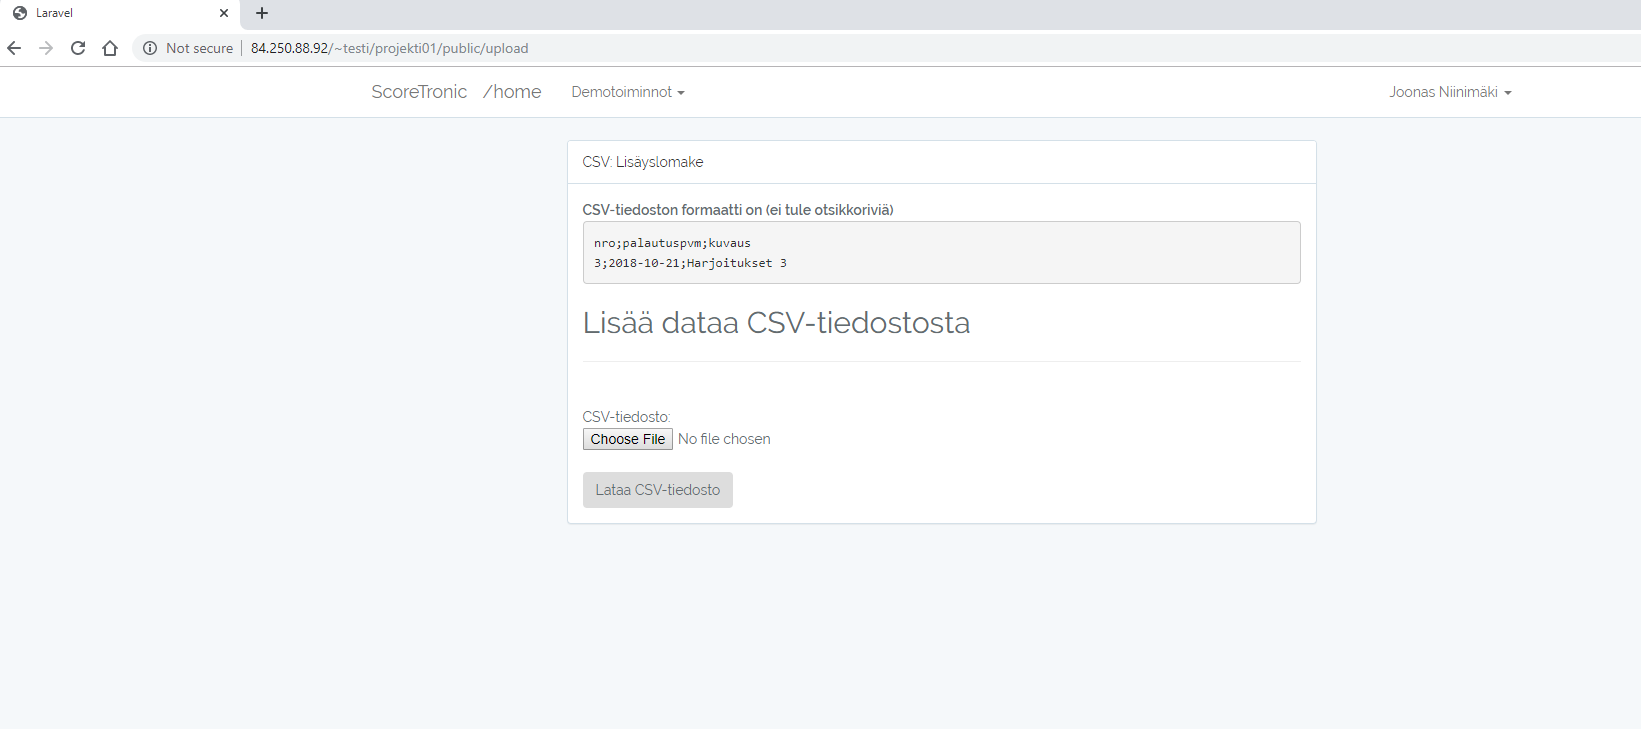 Laravel
Not secure 84.250.88.92/~testi/projekti01/public/upload
ScoreTronic /home Demotoiminnot Joonas Niinimäki
CSV: Lisäyslomake
CSV-tiedoston formaatti on (ei tule otsikkoriviä)
nro;palautuspvm;kuvaus
3;2018-10-21;Harjoitukset 3
Lisää dataa CSV-tiedostosta
CSV-tiedosto:
Choose File No file chosen
Lataa CSV-tiedosto